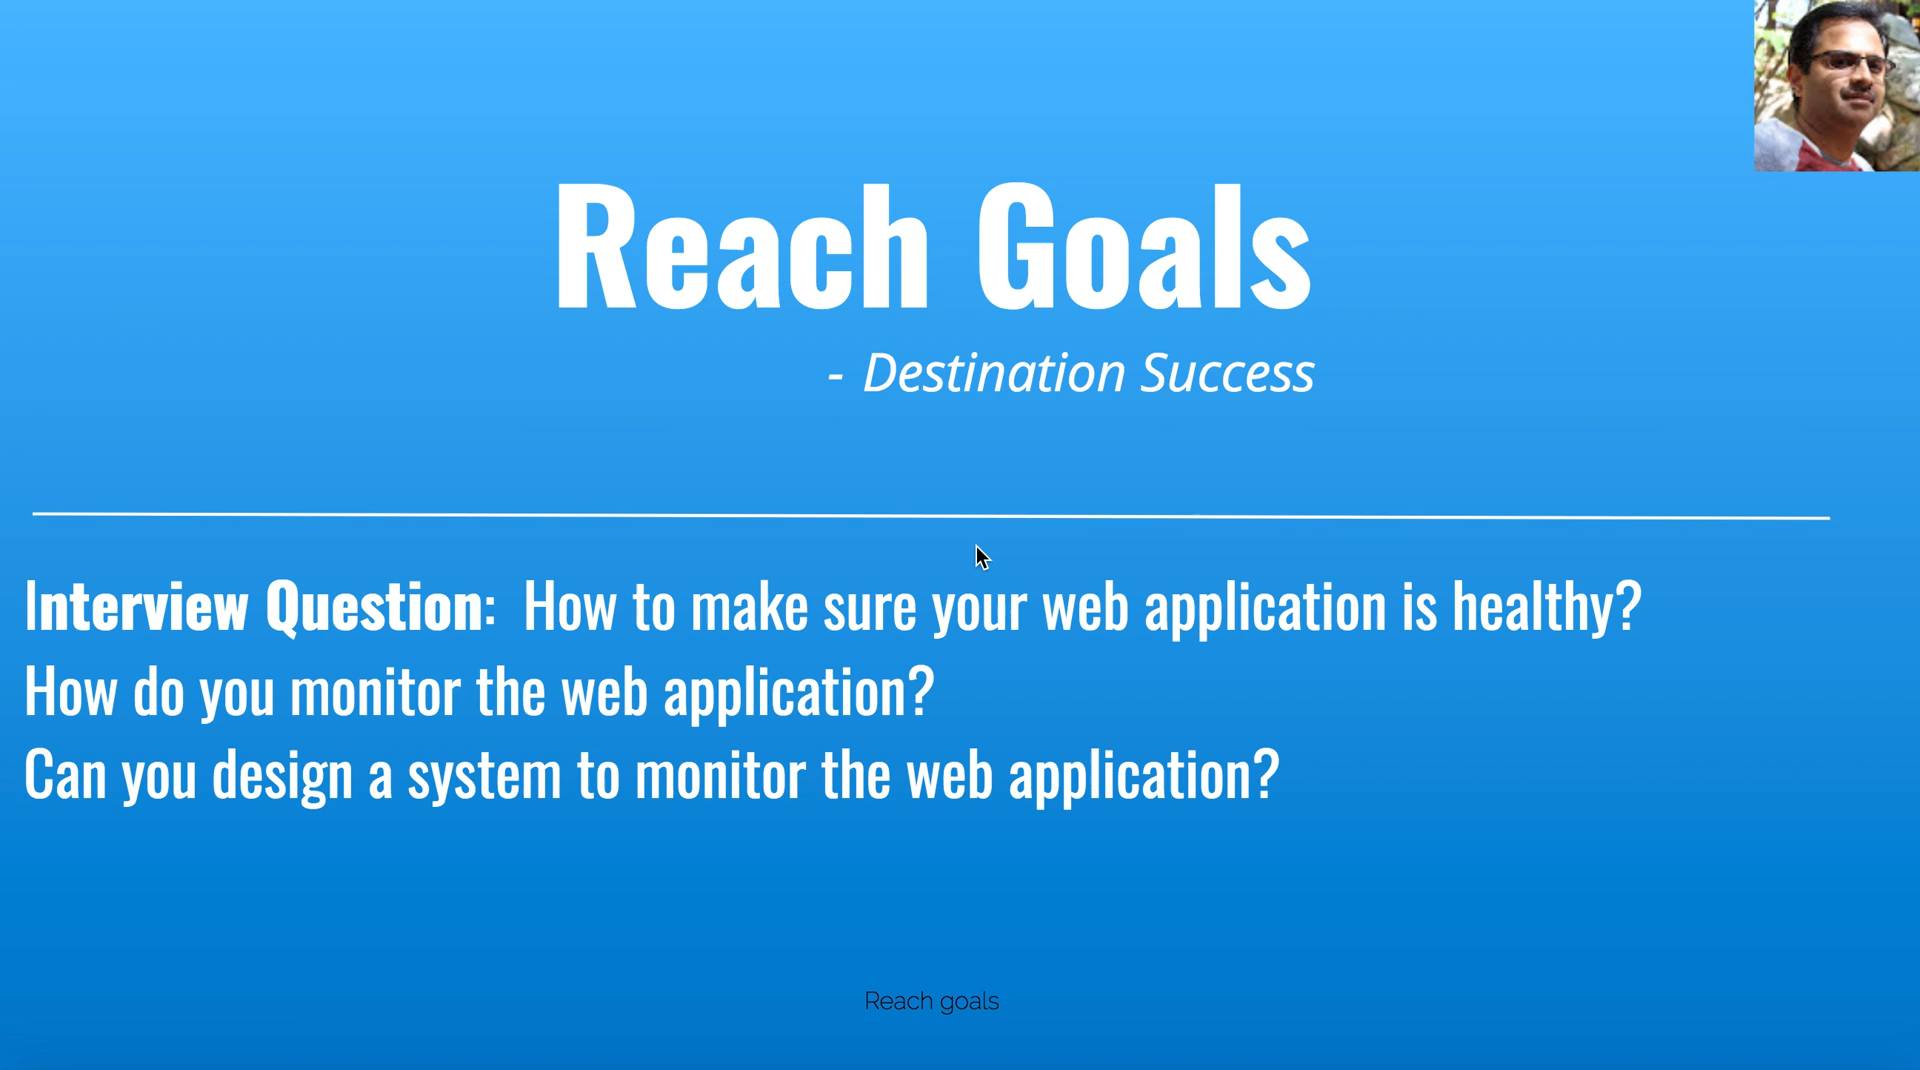 Reach Goals
- Destination Success
Interview Question: How to make sure your web application is healthy?
How do you monitor the web application?
Can you design a system to monitor the web application?
Reach goals